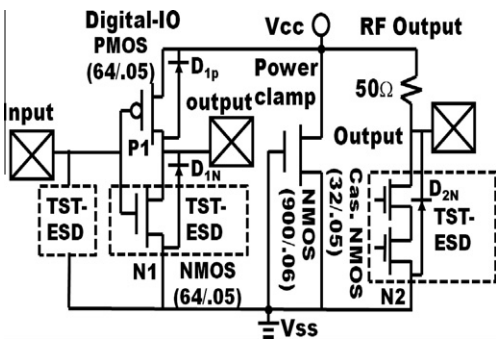 Digital-IO
PMOS
(64/.05)
Vcc
RF Output
D1p
Power
clamp
50Ω
Input
output
P1
Output
D1N
TST-
ESD
TST-
ESD
N1
NMOS
(64/.05)
NMOS
(900/.06)
Cas. NMOS
(32/.05)
D2N
TST-
ESD
N2
Vss